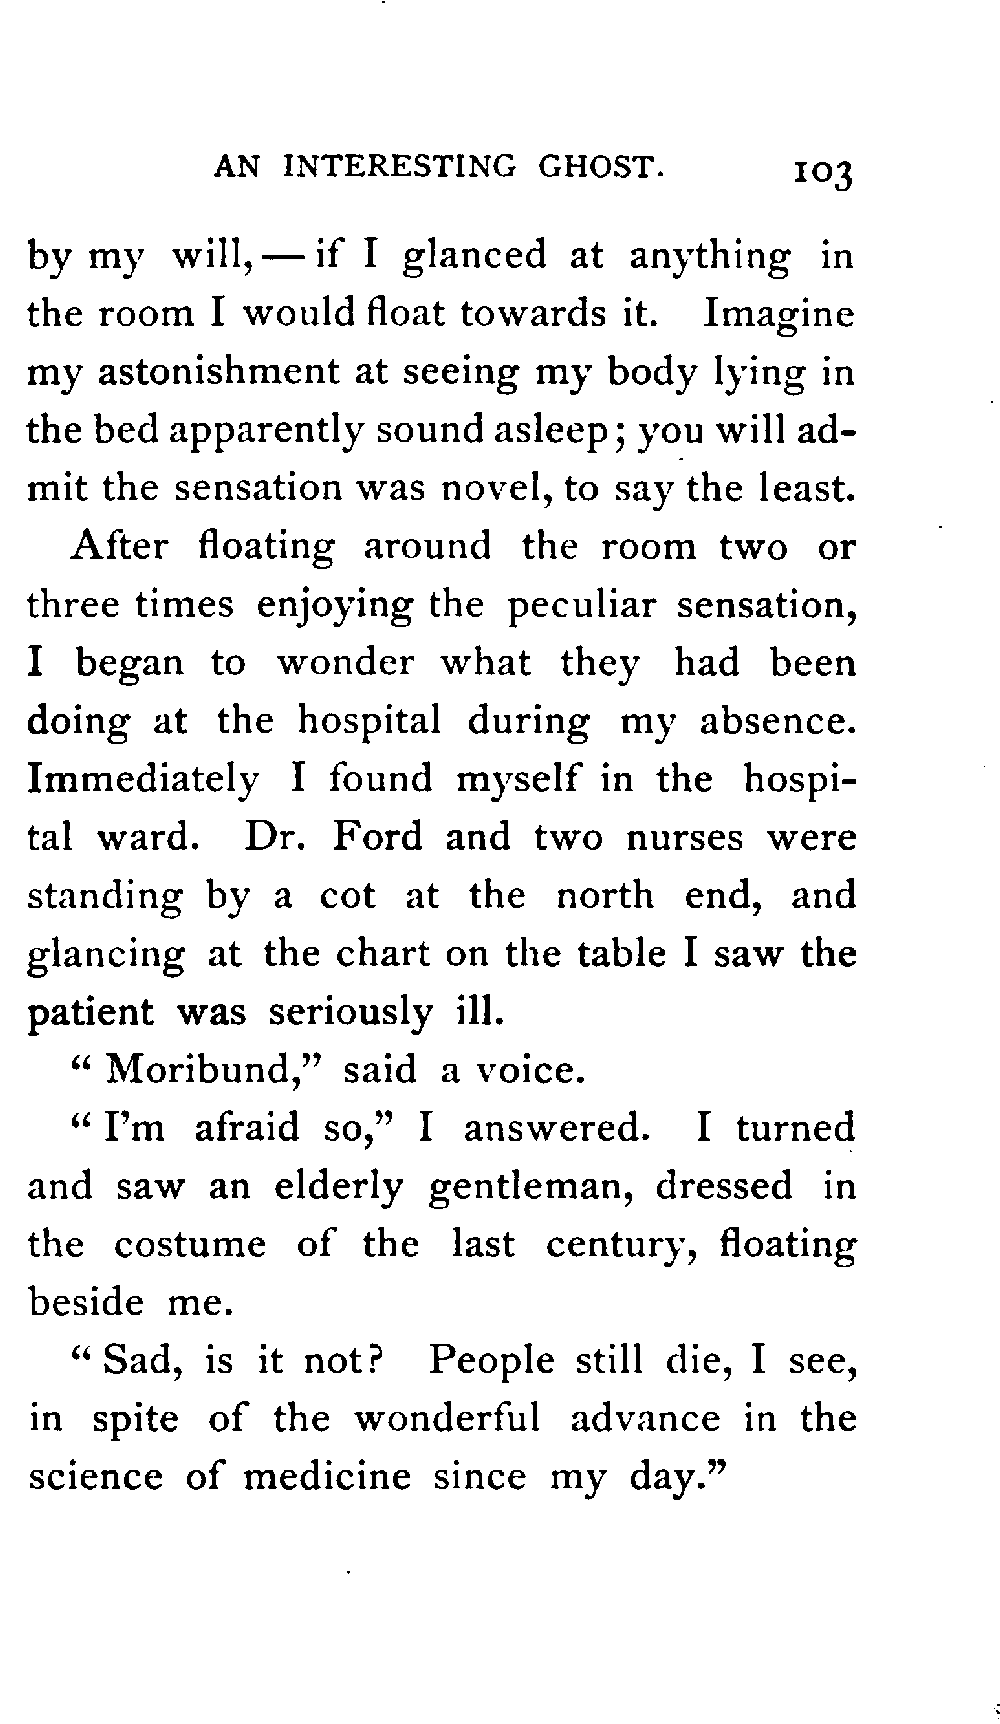 AN INTERESTING GHOST. 103
by my will,—if I glanced at anything in
the room I would float towards it. Imagine
my astonishment at seeing my body lying in
the bed apparently sound asleep; you will ad-
mit the sensation was novel, to say the least.
After floating around the room two or
three times enjoying the peculiar sensation,
I began to wonder what they had been
doing at the hospital during my absence.
Immediately I found myself in the hospi-
tal ward. Dr. Ford and two nurses were
standing by a cot at the north end, and
glancing at the chart on the table I saw the
patient was seriously ill.
“ Moribund,” said a voice.
“ I’m afraid so,” I answered. I turned
and saw an elderly gentleman, dressed in
the costume of the last century, floating
beside me.
“ Sad, is it not? People still die, I see,
in spite of the wonderful advance in the
science of medicine since my day.”